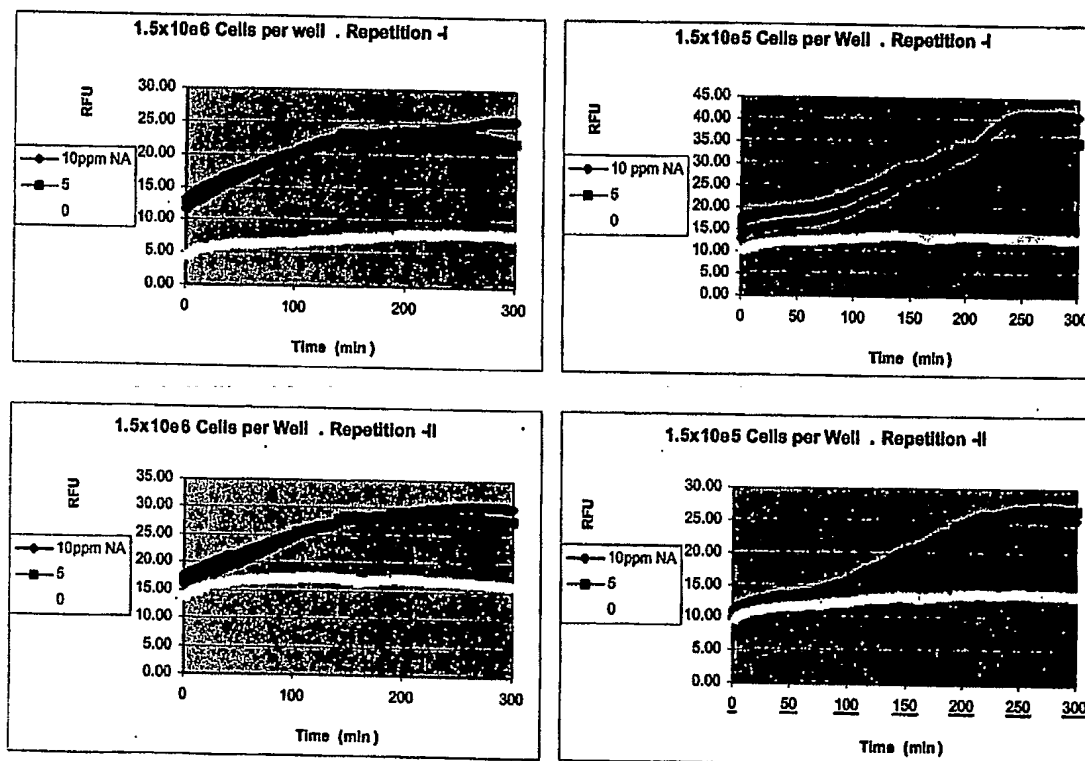 1.5x10e6 Cells per well . Repetition -I
RFU
30.00
25.00
20.00
15.00
10.00
5.00
0.00
0 100 200 300
Time (min)
10ppm NA
5
0
1.5x10e5 Cells per Well . Repetition -I
RFU
45.00
40.00
35.00
30.00
25.00
20.00
15.00
10.00
5.00
0.00
0 50 100 150 200 250 300
Time (min)
10 ppm NA
5
0
1.5x10e6 Cells per Well . Repetition -II
RFU
35.00
30.00
25.00
20.00
15.00
10.00
5.00
0.00
0 100 200 300
Time (min)
10ppm NA
5
0
1.5x10e5 Cells per Well . Repetition -II
RFU
30.00
25.00
20.00
15.00
10.00
5.00
0.00
0 50 100 150 200 250 300
Time (min)
10ppm NA
5
0